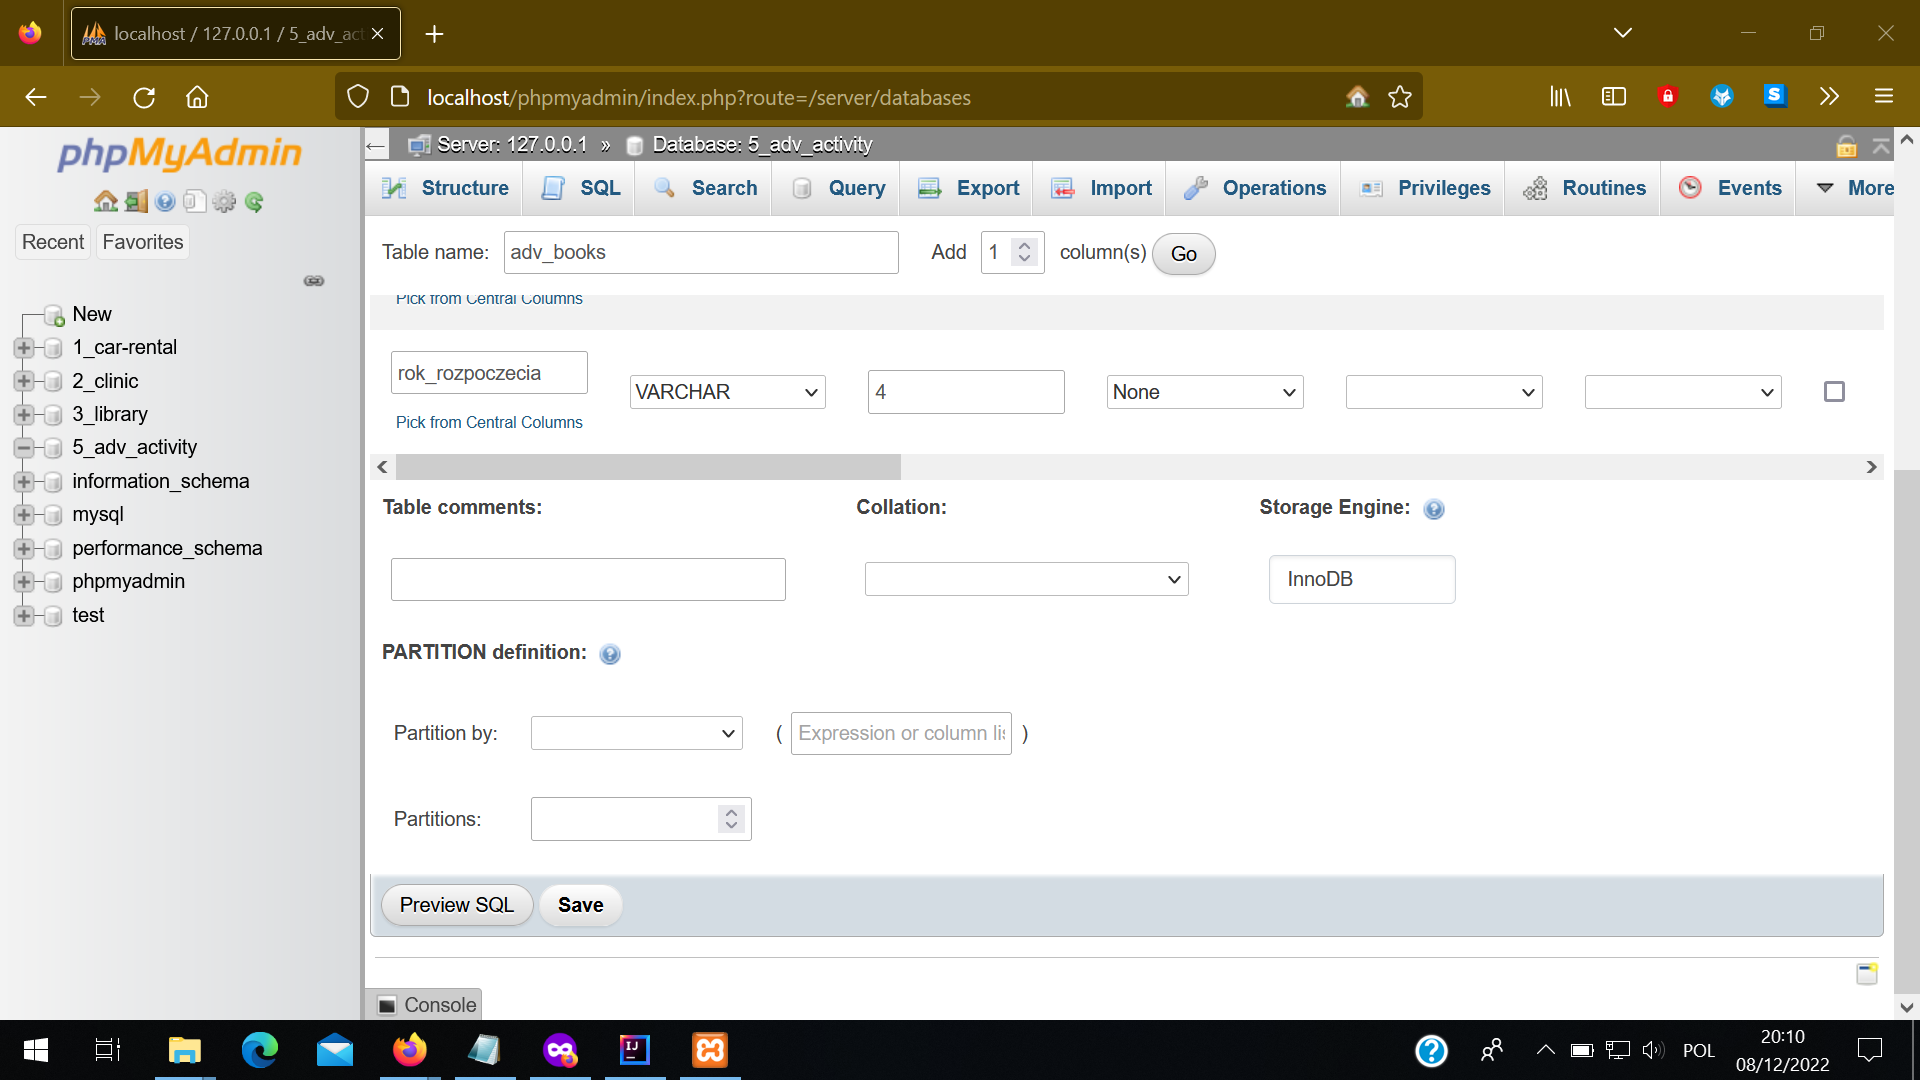 localhost / 127.0.0.1 / 5_adv_act
localhost/phpmyadmin/index.php?route=/server/databases
phpMyAdmin
Recent
Favorites
New
1_car-rental
2_clinic
3_library
5_adv_activity
information_schema
mysql
performance_schema
phpmyadmin
test
Server: 127.0.0.1 » Database: 5_adv_activity
Structure SQL Search Query Export Import Operations Privileges Routines Events More
Table name: adv_books Add 1 column(s) Go
Pick from Central Columns
rok_rozpoczecia VARCHAR 4 None
Pick from Central Columns
Table comments: Collation: Storage Engine:
InnoDB
PARTITION definition:
Partition by: ( Expression or column lis )
Partitions:
Preview SQL Save
Console
POL
20:10
08/12/2022